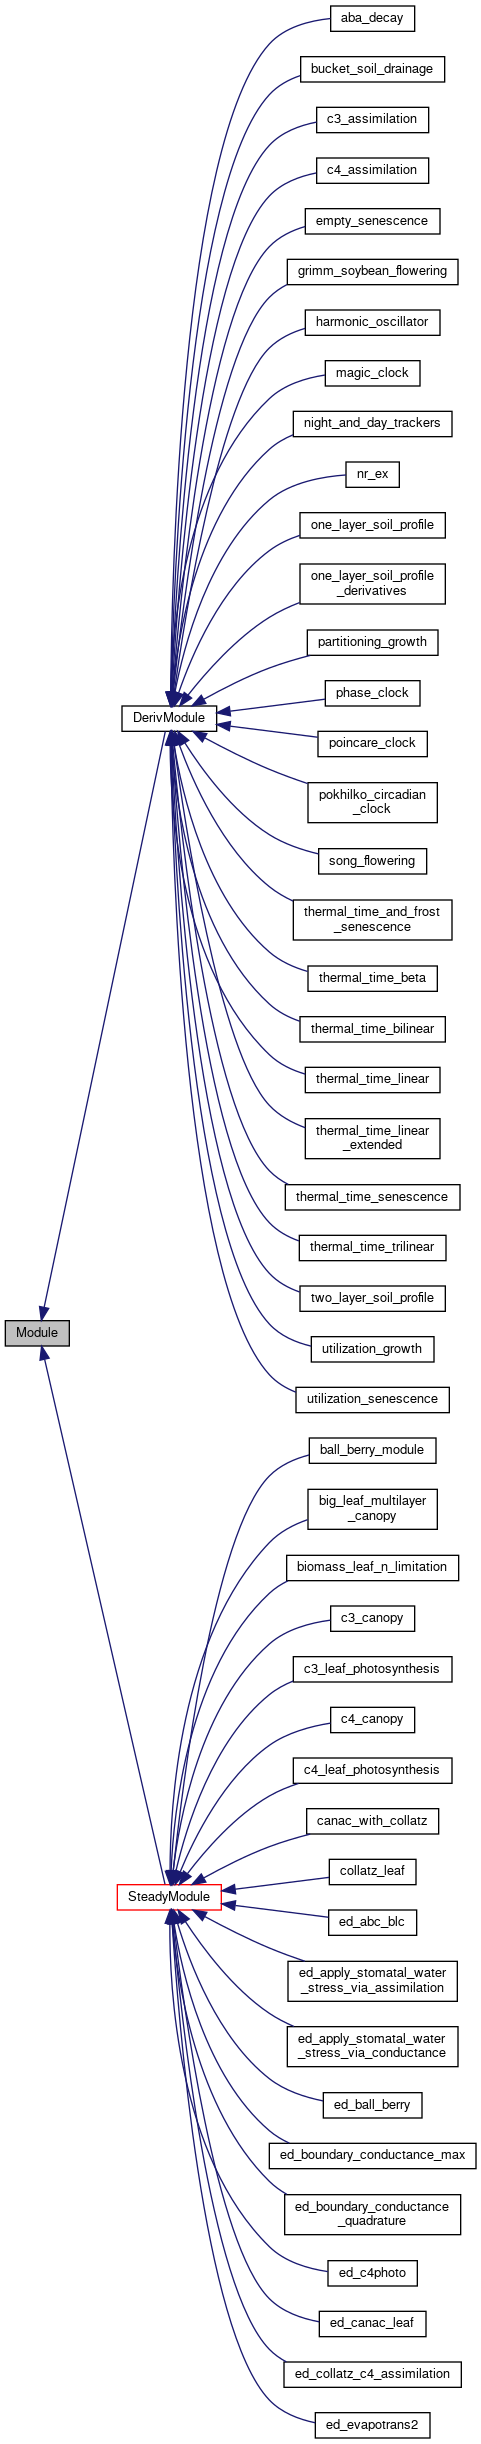 aba_decay
bucket_soil_drainage
c3_assimilation
c4_assimilation
empty_senescence
grimm_soybean_flowering
harmonic_oscillator
magic_clock
night_and_day_trackers
nr_ex
one_layer_soil_profile
one_layer_soil_profile
_derivatives
partitioning_growth
phase_clock
DerivModule
poincare_clock
pokhilko_circadian
_clock
song_flowering
thermal_time_and_frost
_senescence
thermal_time_beta
thermal_time_bilinear
thermal_time_linear
thermal_time_linear
_extended
thermal_time_senescence
thermal_time_trilinear
two_layer_soil_profile
Module
utilization_growth
utilization_senescence
ball_berry_module
big_leaf_multilayer
_canopy
biomass_leaf_n_limitation
c3_canopy
c3_leaf_photosynthesis
c4_canopy
c4_leaf_photosynthesis
canac_with_collatz
collatz_leaf
SteadyModule
ed_abc_blc
ed_apply_stomatal_water
_stress_via_assimilation
ed_apply_stomatal_water
_stress_via_conductance
ed_ball_berry
ed_boundary_conductance_max
ed_boundary_conductance
_quadrature
ed_c4photo
ed_canac_leaf
ed_collatz_c4_assimilation
ed_evapotrans2